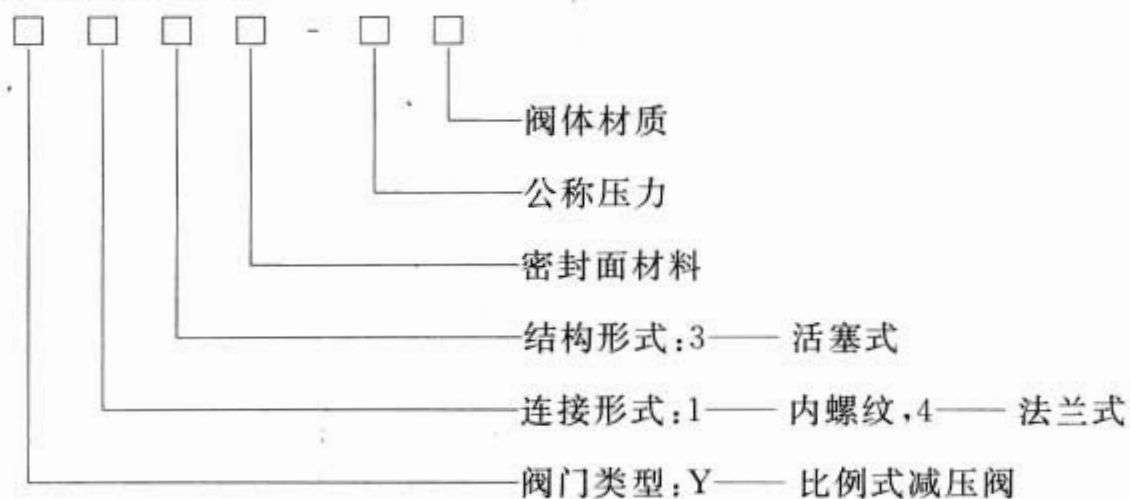 □ □ □ □ - □ □
阀体材质
公称压力
密封面材料
结构形式:3—— 活塞式
连接形式:1—— 内螺纹,4—— 法兰式
阀门类型:Y—— 比例式减压阀